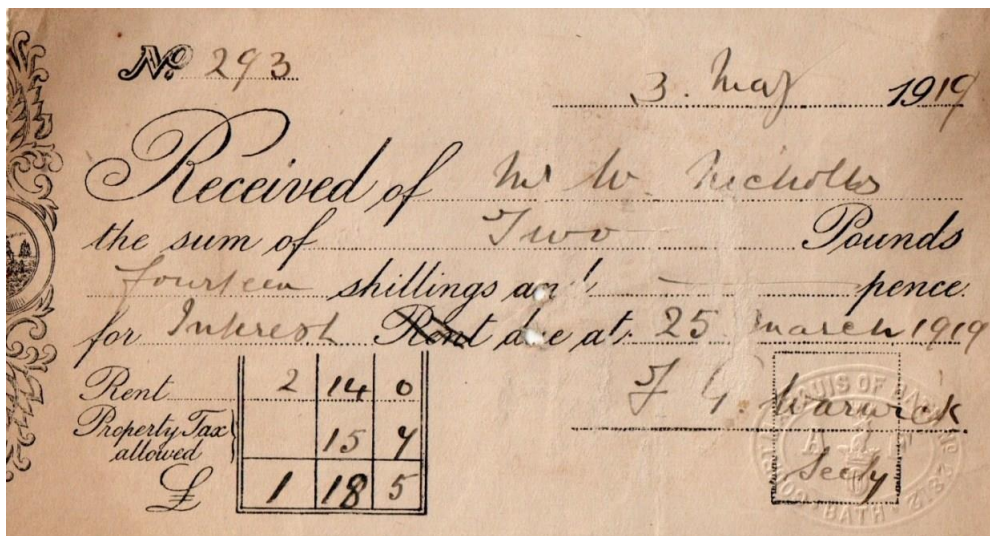 No 293
3. May 1919
Received of Mr W. Nicholls
the sum of Two Pounds
fourteen shillings and — pence.
for Interest Rent due at 25 March 1919
Rent 2 14 0
F G Warwick
Property Tax allowed 15 7
Secy
£ 1 18 5
BATH